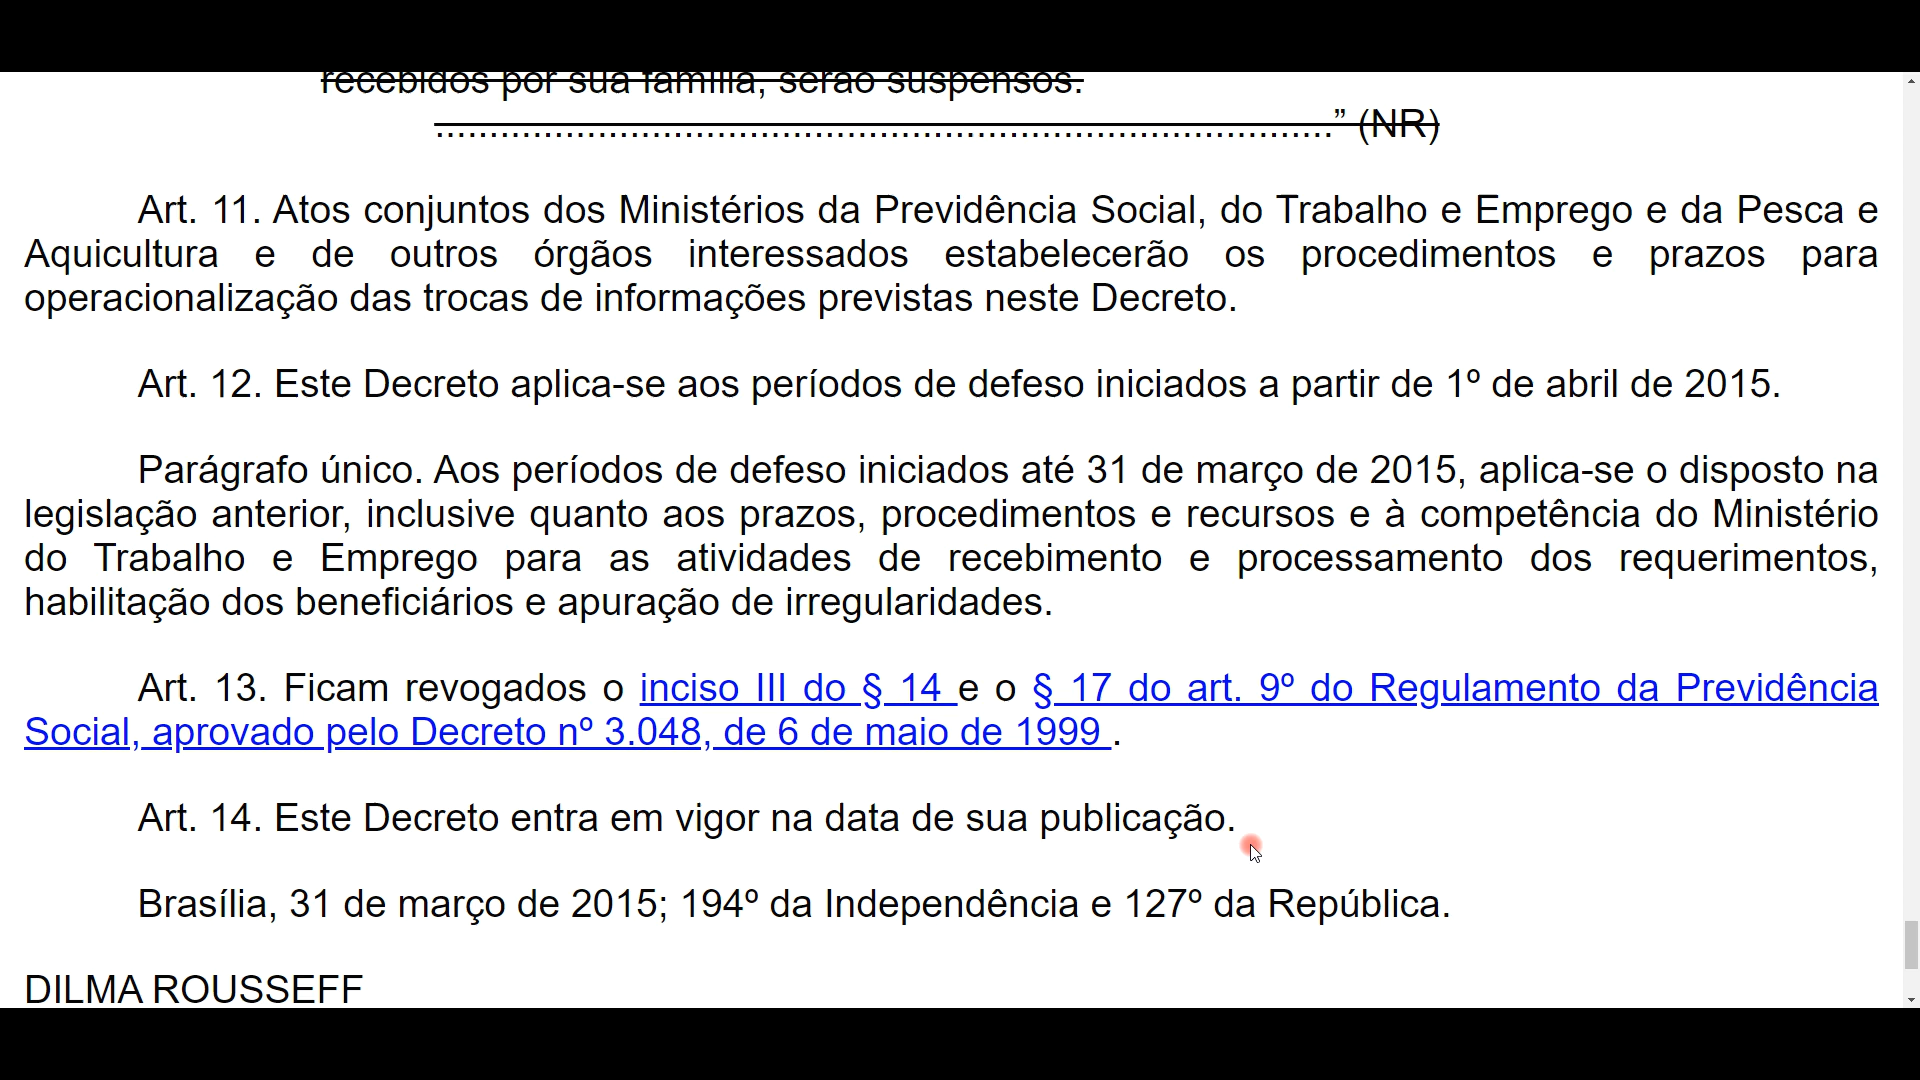 recebidos por sua família, serão suspensos.
...................................................................................” (NR)
Art. 11. Atos conjuntos dos Ministérios da Previdência Social, do Trabalho e Emprego e da Pesca e
Aquicultura e de outros órgãos interessados estabelecerão os procedimentos e prazos para
operacionalização das trocas de informações previstas neste Decreto.
Art. 12. Este Decreto aplica-se aos períodos de defeso iniciados a partir de 1º de abril de 2015.
Parágrafo único. Aos períodos de defeso iniciados até 31 de março de 2015, aplica-se o disposto na
legislação anterior, inclusive quanto aos prazos, procedimentos e recursos e à competência do Ministério
do Trabalho e Emprego para as atividades de recebimento e processamento dos requerimentos,
habilitação dos beneficiários e apuração de irregularidades.
Art. 13. Ficam revogados o inciso III do § 14 e o § 17 do art. 9º do Regulamento da Previdência
Social, aprovado pelo Decreto nº 3.048, de 6 de maio de 1999 .
Art. 14. Este Decreto entra em vigor na data de sua publicação.
Brasília, 31 de março de 2015; 194º da Independência e 127º da República.
DILMA ROUSSEFF